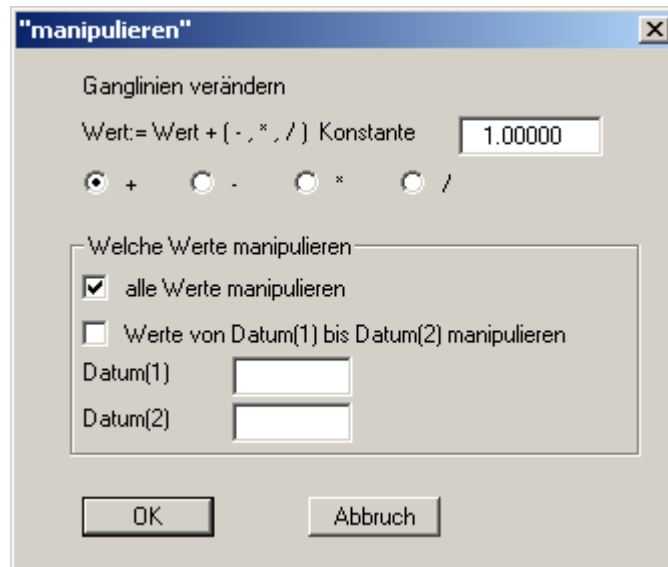 "manipulieren"
Ganglinien verändern
Wert:= Wert + ( - , * , / ) Konstante 1.00000
+ - * /
Welche Werte manipulieren
alle Werte manipulieren
Werte von Datum(1) bis Datum(2) manipulieren
Datum(1)
Datum(2)
OK Abbruch